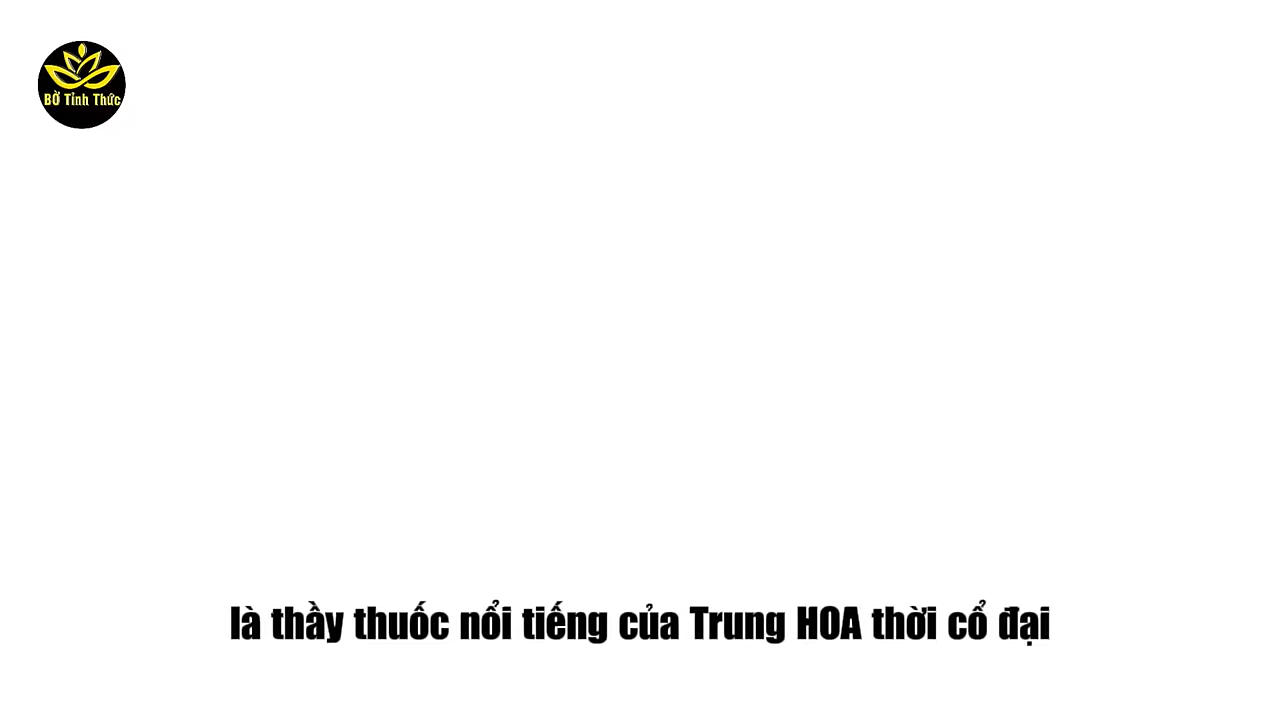 BỜ Tỉnh Thức
là thầy thuốc nổi tiếng của Trung HOA thời cổ đại